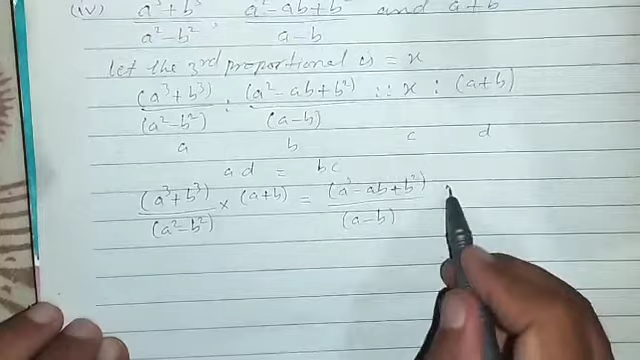 (iv) a³+b³/a²-b², a²-ab+b²/a-b and a+b
let the 3rd proportional is = x
(a³+b³)/(a²-b²) : (a²-ab+b²)/(a-b) :: x : (a+b)
a b c d
ad = bc
(a³+b³)/(a²-b²) × (a+b) = (a²-ab+b²)/(a-b)